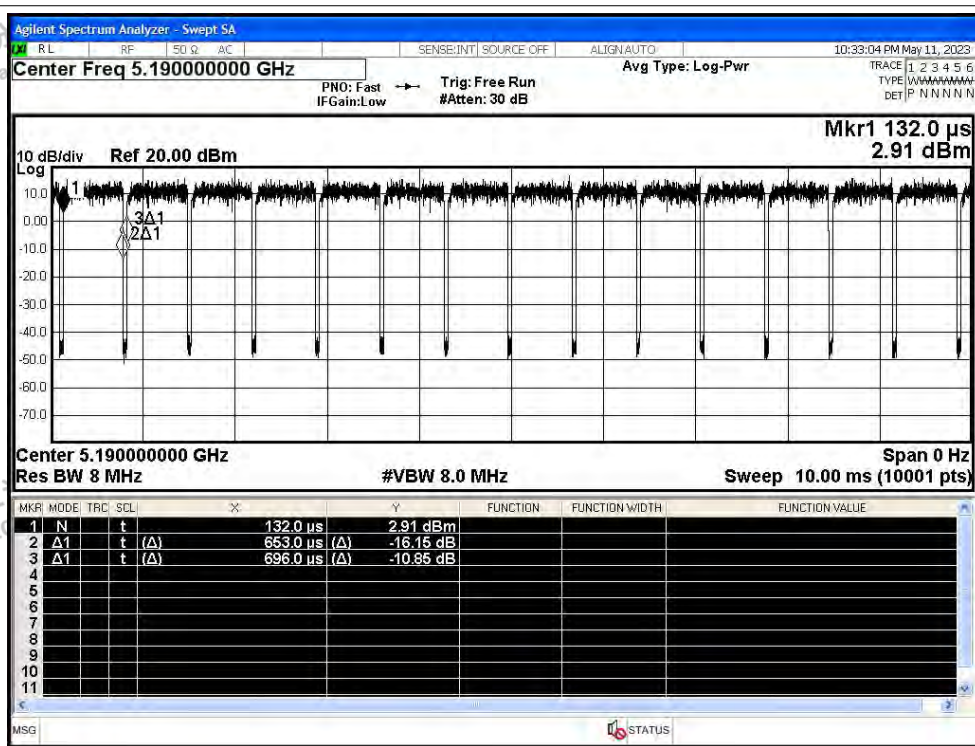 Agilent Spectrum Analyzer - Swept SA
LXI RL RF 50 Ω AC SENSE:INT SOURCE OFF ALIGN AUTO 10:33:04 PM May 11, 2023
Center Freq 5.190000000 GHz Avg Type: Log-Pwr TRACE 1 2 3 4 5 6
PNO: Fast Trig: Free Run TYPE WWWWWW
IFGain:Low #Atten: 30 dB DET P N N N N N
Mkr1 132.0 µs
10 dB/div Ref 20.00 dBm 2.91 dBm
Log
10.0
0.00
-10.0
-20.0
-30.0
-40.0
-50.0
-60.0
-70.0
1
3Δ1
2Δ1
Center 5.190000000 GHz Span 0 Hz
Res BW 8 MHz #VBW 8.0 MHz Sweep 10.00 ms (10001 pts)
MKR MODE TRC SCL X Y FUNCTION FUNCTION WIDTH FUNCTION VALUE
1 N t 132.0 µs 2.91 dBm
2 Δ1 t (Δ) 653.0 µs (Δ) -16.15 dB
3 Δ1 t (Δ) 696.0 µs (Δ) -10.85 dB
4
5
6
7
8
9
10
11
MSG STATUS